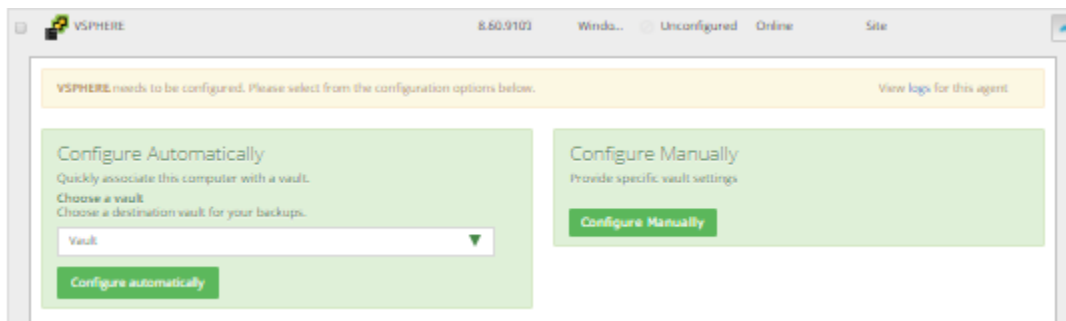 VSPHERE 8.60.9103 Windo... Unconfigured Online Site
VSPHERE needs to be configured. Please select from the configuration options below. View logs for this agent
Configure Automatically
Quickly associate this computer with a vault.
Choose a vault
Choose a destination vault for your backups.
Vault
Configure automatically
Configure Manually
Provide specific vault settings
Configure Manually